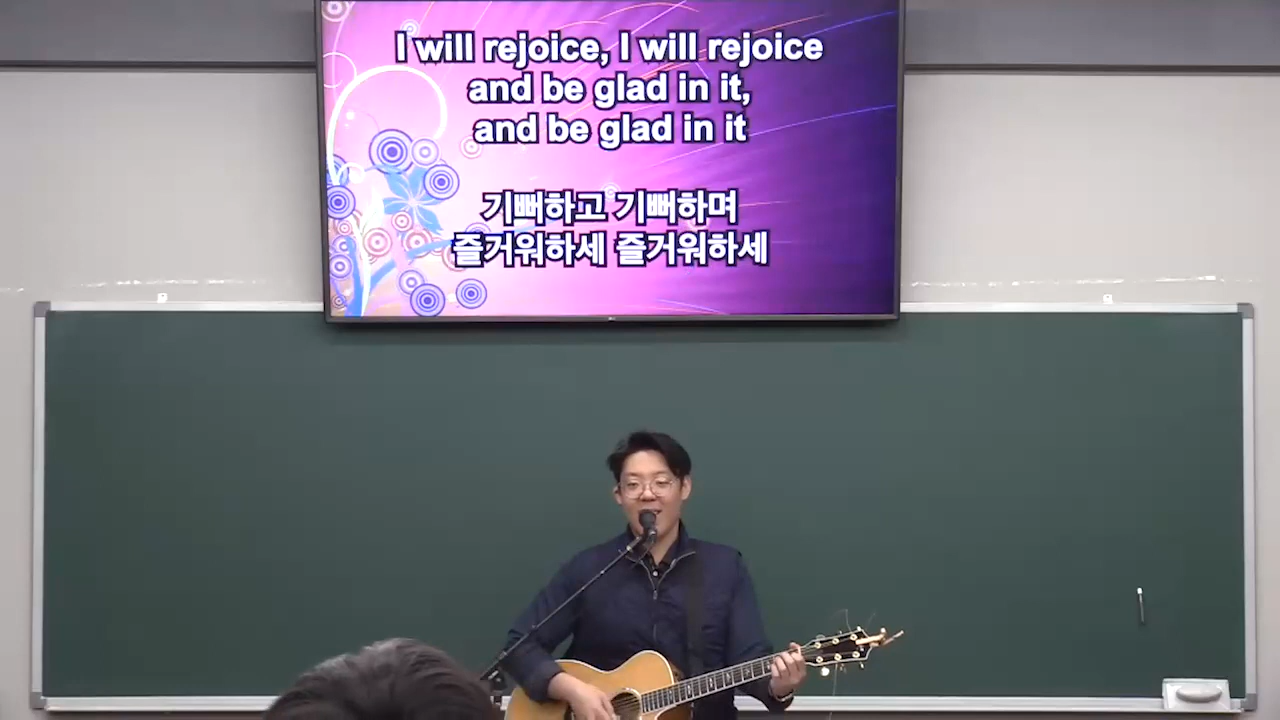 I will rejoice, I will rejoice
and be glad in it,
and be glad in it
기뻐하고 기뻐하며
즐거워하세 즐거워하세